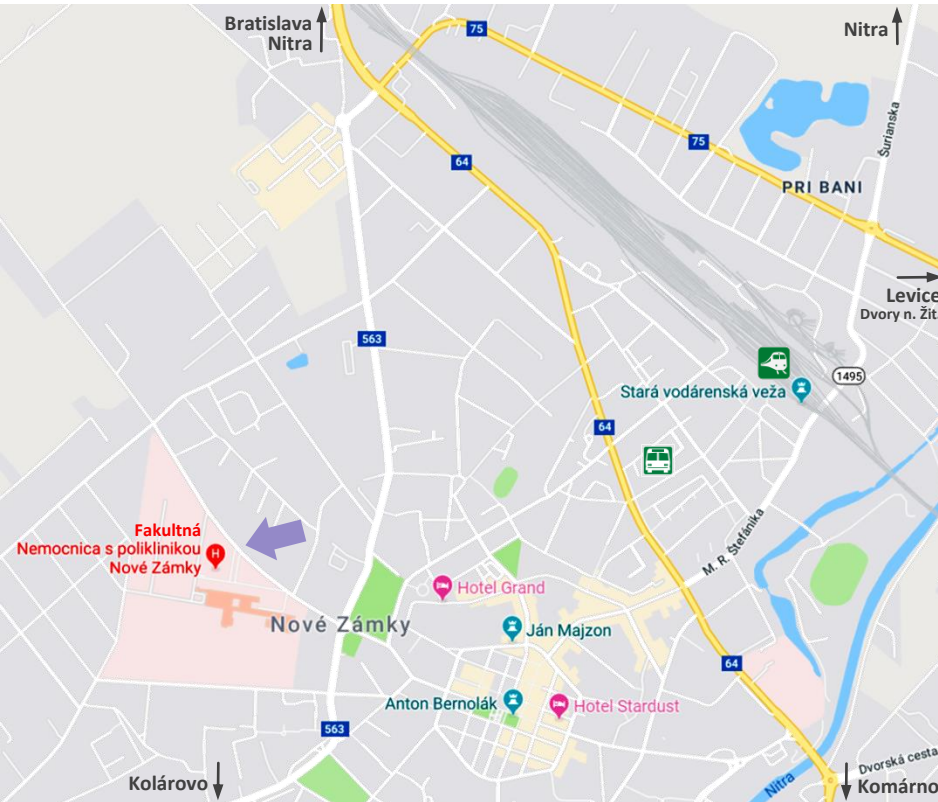 Bratislava
Nitra
75
Nitra
Šurianska
75
64
PRI BANI
Levice
Dvory n. Žit.
563
1495
Stará vodárenská veža
64
M. R. Štefánika
Fakultná
Nemocnica s poliklinikou
Nové Zámky
H
Hotel Grand
Nové Zámky
Ján Majzon
64
Anton Bernolák
Hotel Stardust
563
Dvorská cesta
Kolárovo
Nitra
Komárno